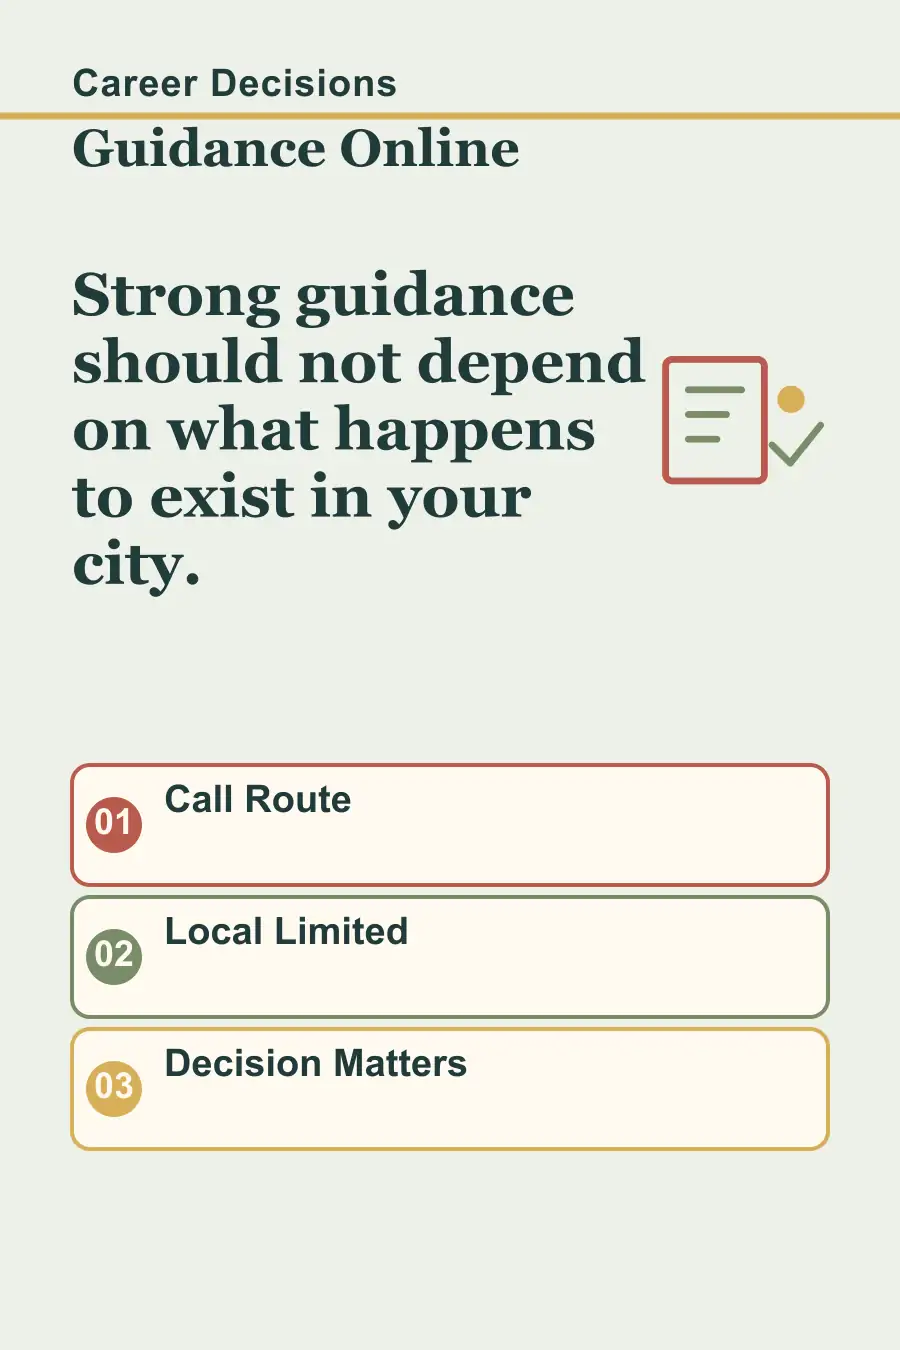 Career Decisions
Guidance Online
Strong guidance
should not depend
on what happens
to exist in your
city.
01
Call Route
02
Local Limited
03
Decision Matters